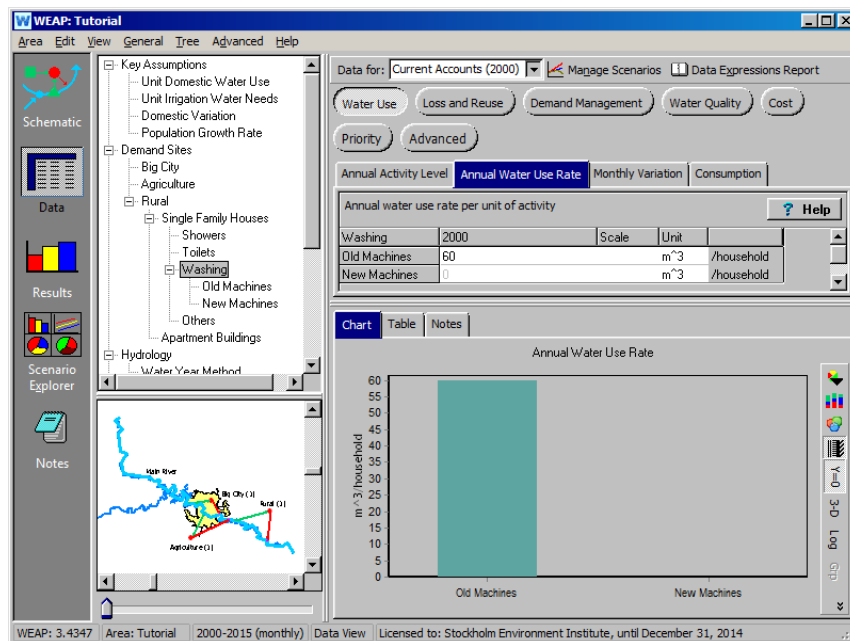 WEAP: Tutorial
Area Edit View General Tree Advanced Help
Schematic
Data
Results
Scenario
Explorer
Notes
Key Assumptions
Unit Domestic Water Use
Unit Irrigation Water Needs
Domestic Variation
Population Growth Rate
Demand Sites
Big City
Agriculture
Rural
Single Family Houses
Showers
Toilets
Washing
Old Machines
New Machines
Others
Apartment Buildings
Hydrology
Water Year Method
Main River
Big City (1)
Rural (1)
Agriculture (1)
Data for: Current Accounts (2000) Manage Scenarios Data Expressions Report
Water Use Loss and Reuse Demand Management Water Quality Cost
Priority Advanced
Annual Activity Level Annual Water Use Rate Monthly Variation Consumption
Annual water use rate per unit of activity
? Help
Washing 2000 Scale Unit
Old Machines 60 m^3 /household
New Machines 0 m^3 /household
Chart Table Notes
Annual Water Use Rate
m^3/household
60
55
50
45
40
35
30
25
20
15
10
5
0
Old Machines New Machines
Y=0
3-D
Log
Grp
WEAP: 3.4347 Area: Tutorial 2000-2015 (monthly) Data View Licensed to: Stockholm Environment Institute, until December 31, 2014